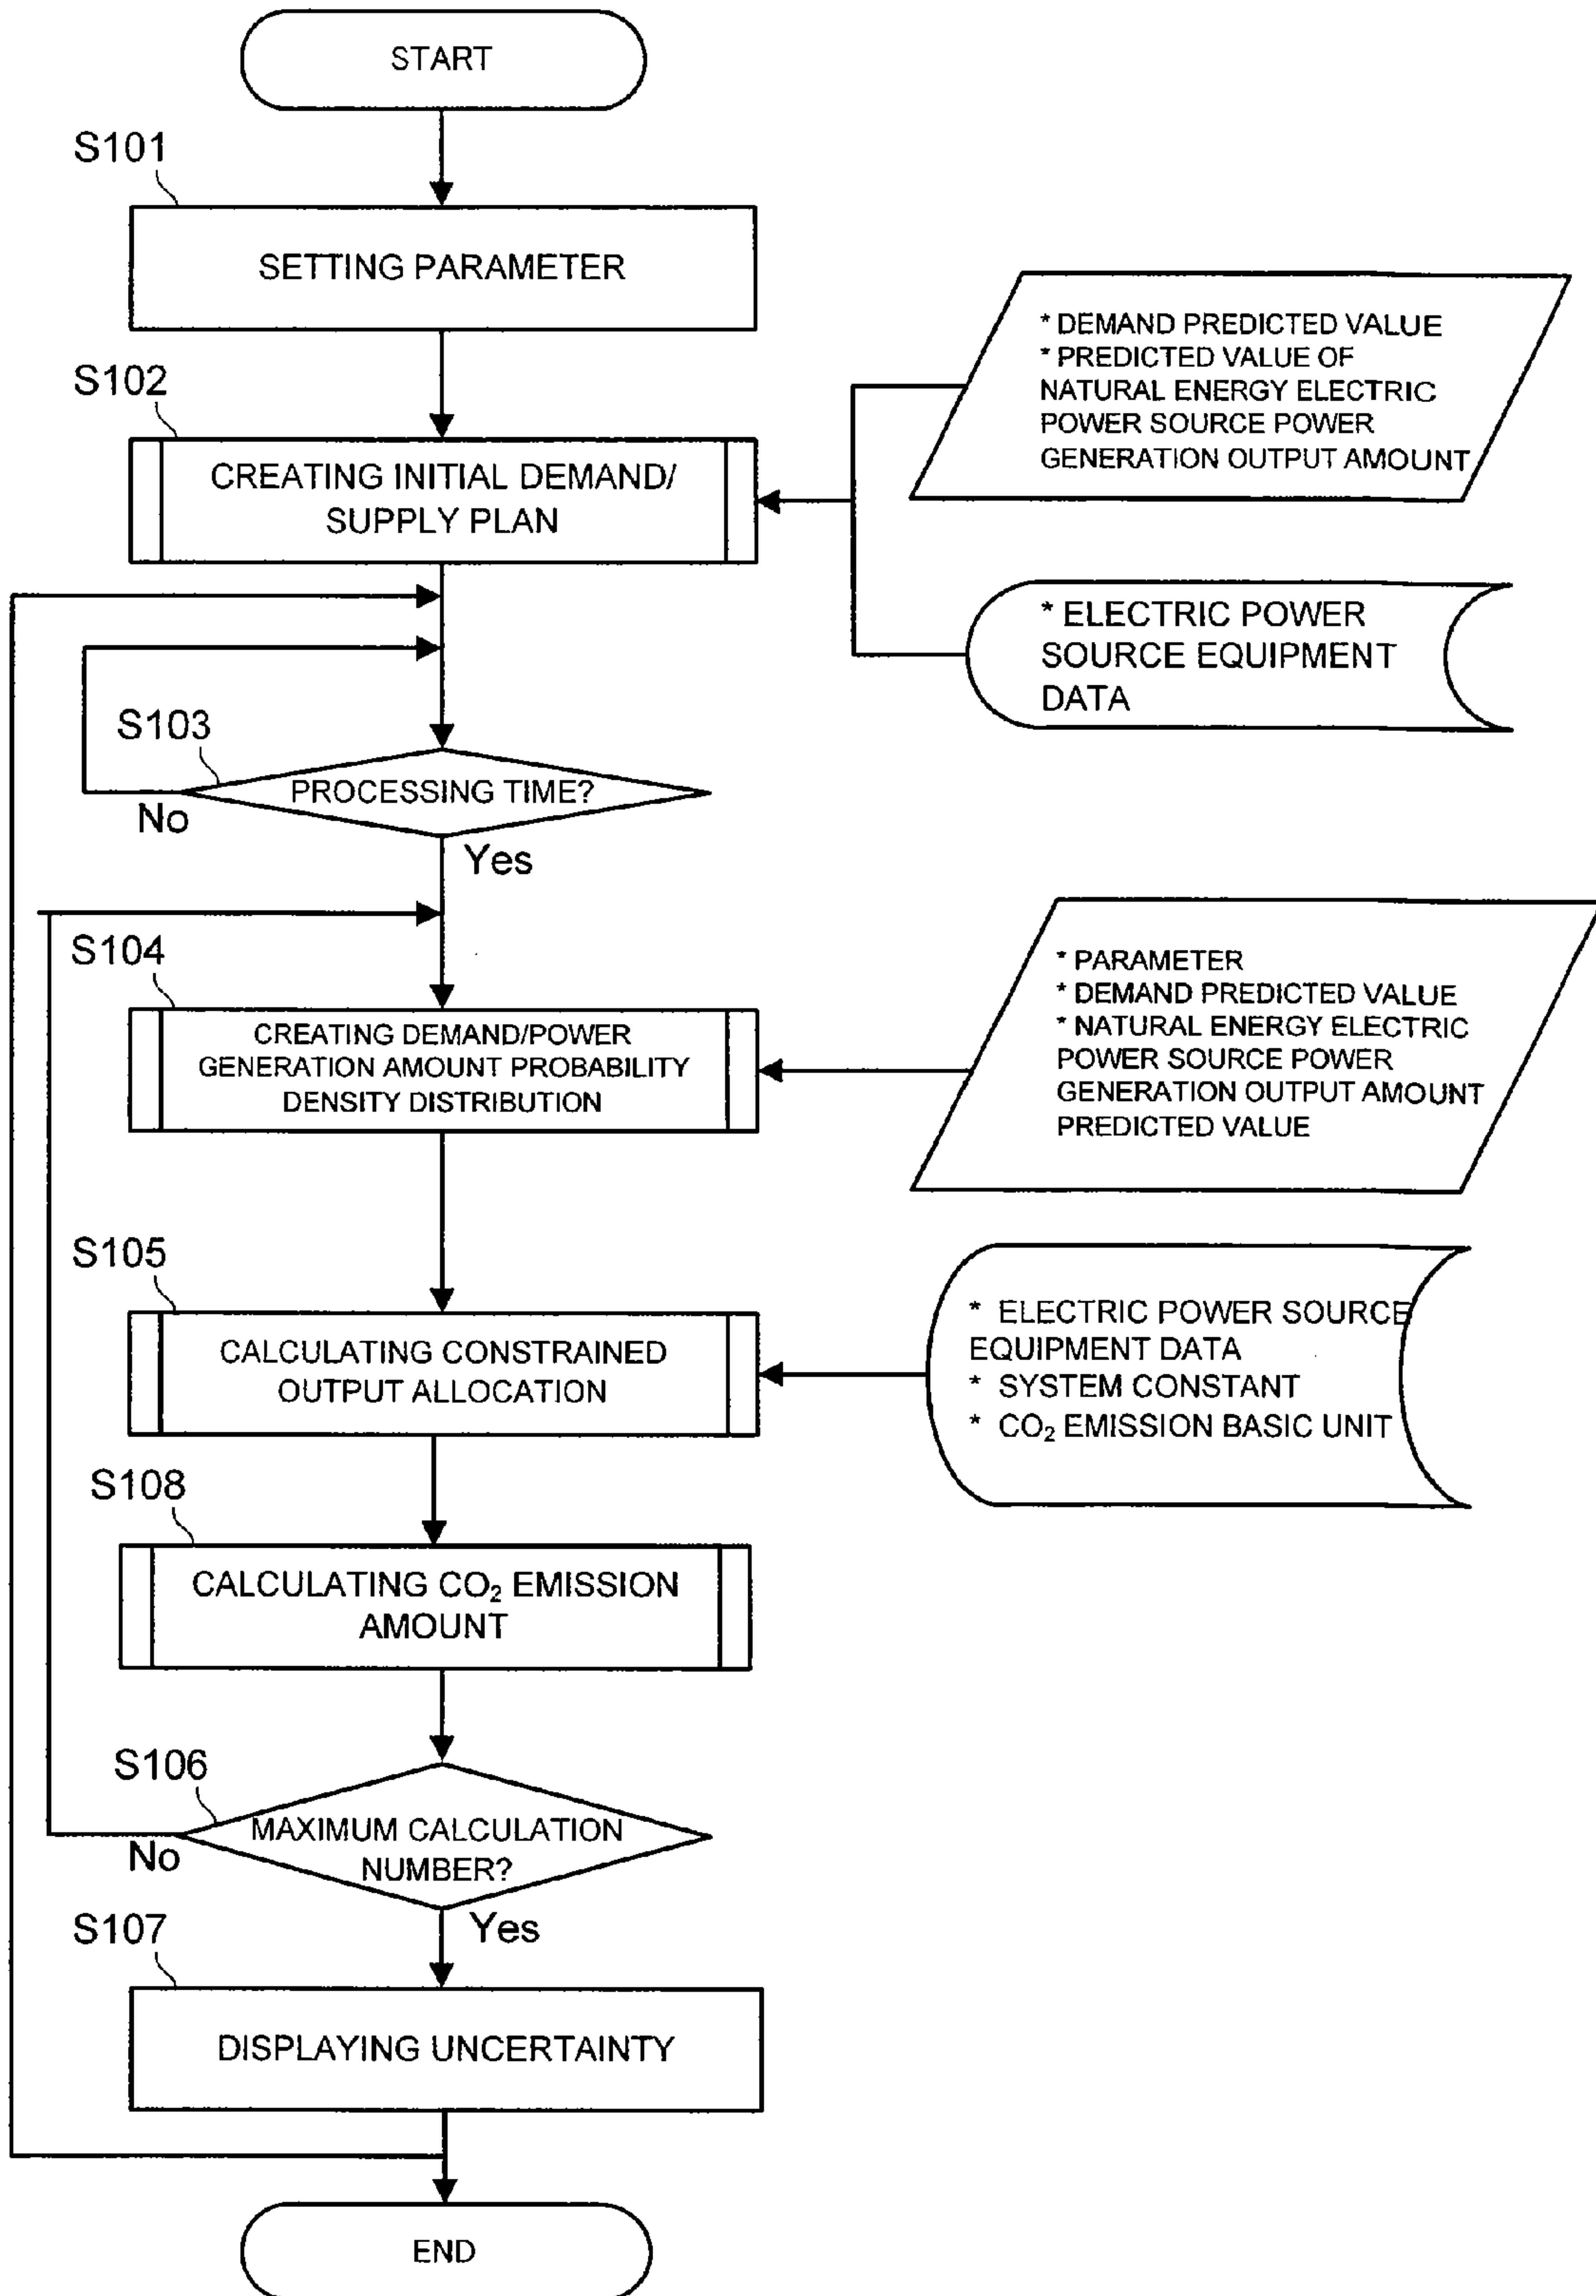 START
S101
SETTING PARAMETER
S102
CREATING INITIAL DEMAND/
SUPPLY PLAN
* DEMAND PREDICTED VALUE
* PREDICTED VALUE OF
NATURAL ENERGY ELECTRIC
POWER SOURCE POWER
GENERATION OUTPUT AMOUNT
* ELECTRIC POWER
SOURCE EQUIPMENT
DATA
S103
PROCESSING TIME?
No
Yes
S104
CREATING DEMAND/POWER
GENERATION AMOUNT PROBABILITY
DENSITY DISTRIBUTION
* PARAMETER
* DEMAND PREDICTED VALUE
* NATURAL ENERGY ELECTRIC
POWER SOURCE POWER
GENERATION OUTPUT AMOUNT
PREDICTED VALUE
S105
CALCULATING CONSTRAINED
OUTPUT ALLOCATION
* ELECTRIC POWER SOURCE
EQUIPMENT DATA
* SYSTEM CONSTANT
* CO₂ EMISSION BASIC UNIT
S108
CALCULATING CO₂ EMISSION
AMOUNT
S106
MAXIMUM CALCULATION
NUMBER?
No
Yes
S107
DISPLAYING UNCERTAINTY
END